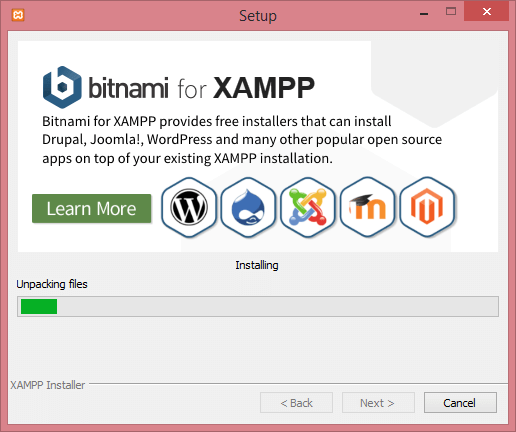 Setup
bitnami for XAMPP
Bitnami for XAMPP provides free installers that can install
Drupal, Joomla!, WordPress and many other popular open source
apps on top of your existing XAMPP installation.
Learn More
Installing
Unpacking files
XAMPP Installer
< Back
Next >
Cancel